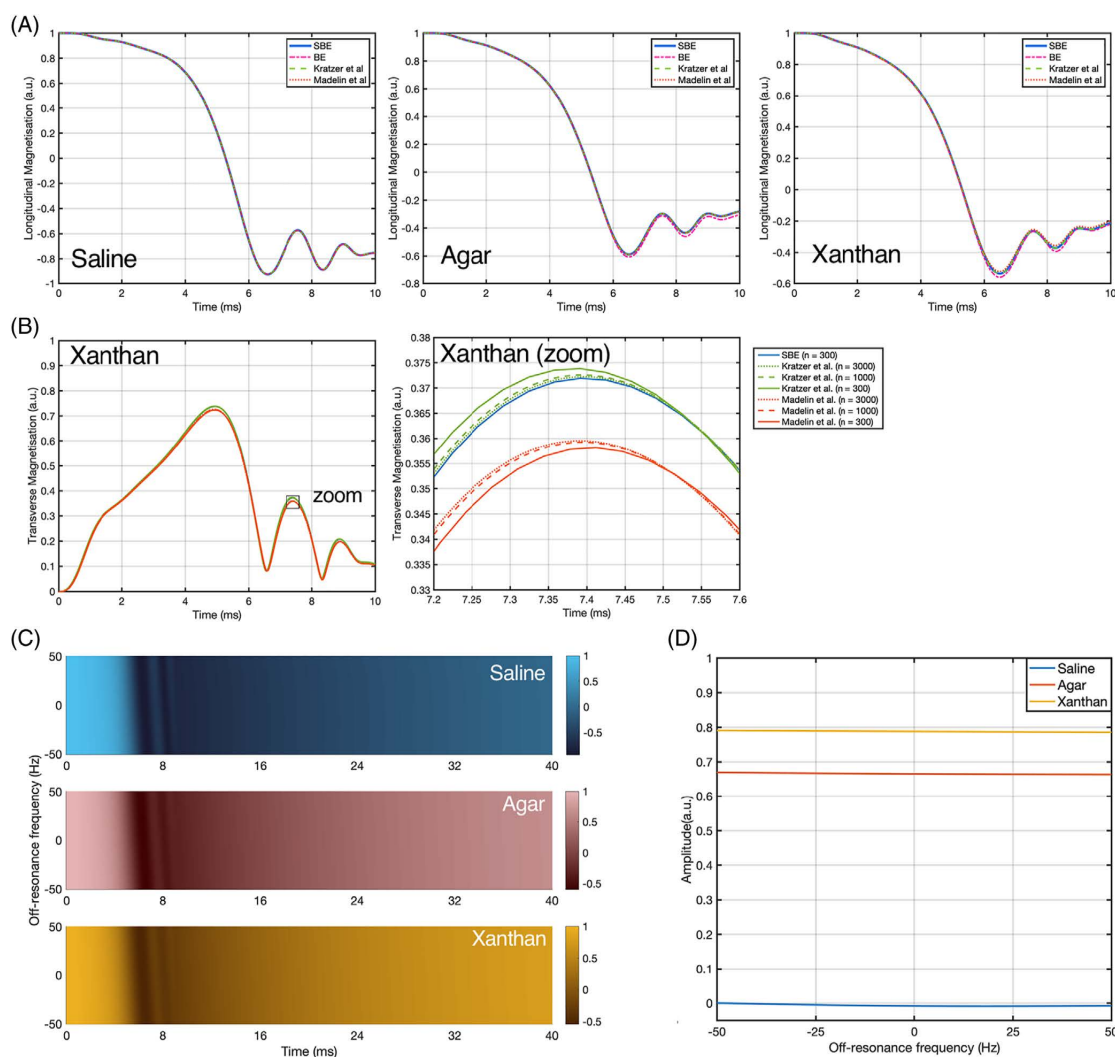 (A)
1
0.8
0.6
0.4
0.2
0
-0.2
-0.4
-0.6
-0.8
-1
Longitudinal Magnetisation (a.u.)
SBE
BE
Kratzer et al
Madelin et al
Saline
0 2 4 6 8 10
Time (ms)
1
0.8
0.6
0.4
0.2
0
-0.2
-0.4
-0.6
-0.8
Longitudinal Magnetisation (a.u.)
SBE
BE
Kratzer et al
Madelin et al
Agar
0 2 4 6 8 10
Time (ms)
1
0.8
0.6
0.4
0.2
0
-0.2
-0.4
-0.6
Longitudinal Magnetisation (a.u.)
SBE
BE
Kratzer et al
Madelin et al
Xanthan
0 2 4 6 8 10
Time (ms)
(B)
1
0.9
0.8
0.7
0.6
0.5
0.4
0.3
0.2
0.1
0
Transverse Magnetisation (a.u.)
Xanthan
zoom
0 2 4 6 8 10
Time (ms)
0.38
0.375
0.37
0.365
0.36
0.355
0.35
0.345
0.34
0.335
0.33
Transverse Magnetisation (a.u.)
Xanthan (zoom)
7.2 7.25 7.3 7.35 7.4 7.45 7.5 7.55 7.6
Time (ms)
SBE (n = 300)
Kratzer et al. (n = 3000)
Kratzer et al. (n = 1000)
Kratzer et al. (n = 300)
Madelin et al. (n = 3000)
Madelin et al. (n = 1000)
Madelin et al. (n = 300)
(C)
Off-resonance frequency (Hz)
50
0
-50
Saline
0 8 16 24 32 40
1
0.5
0
-0.5
50
0
-50
Agar
0 8 16 24 32 40
1
0.5
0
-0.5
50
0
-50
Xanthan
0 8 16 24 32 40
1
0.5
0
-0.5
Time (ms)
(D)
1
0.9
0.8
0.7
0.6
0.5
0.4
0.3
0.2
0.1
0
Amplitude(a.u.)
Saline
Agar
Xanthan
-50 -25 0 25 50
Off-resonance frequency (Hz)